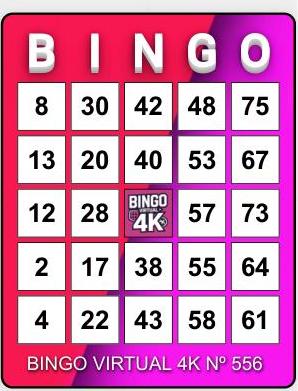 B I N G O
8 30 42 48 75
13 20 40 53 67
12 28 BINGO VIRTUAL 4K 57 73
2 17 38 55 64
4 22 43 58 61
BINGO VIRTUAL 4K Nº 556